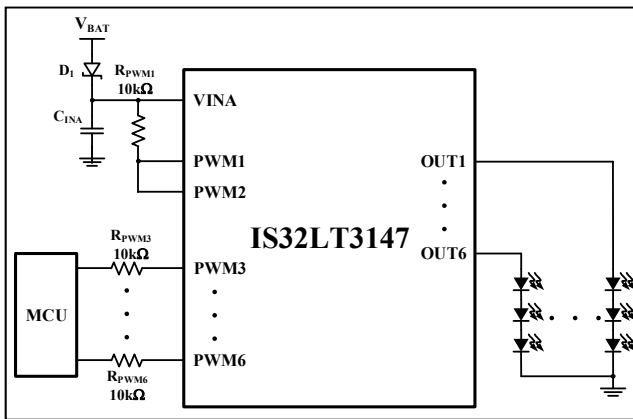 VBAT
D1
RPWM1
10kΩ
VINA
CINA
PWM1
OUT1
PWM2
IS32LT3147
RPWM3
10kΩ
PWM3
OUT6
MCU
PWM6
RPWM6
10kΩ